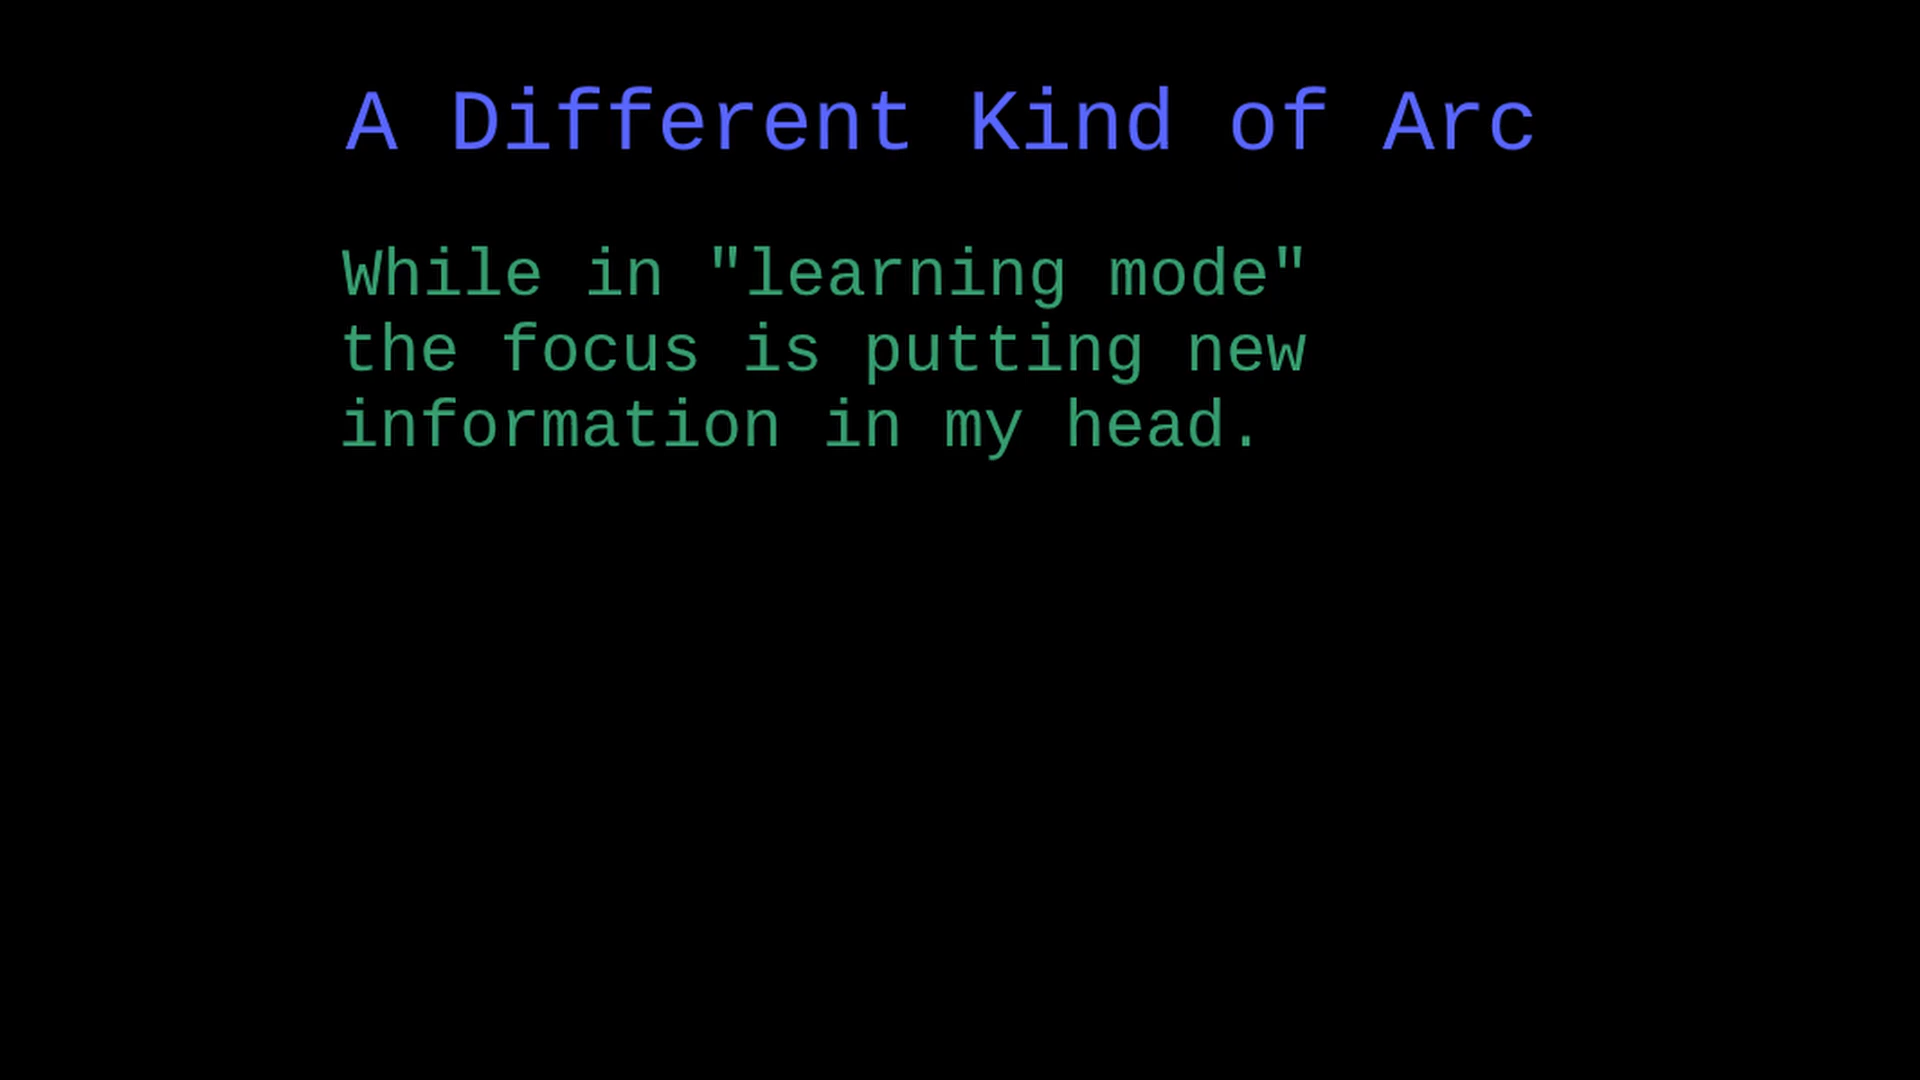 A Different Kind of Arc
While in "learning mode"
the focus is putting new
information in my head.